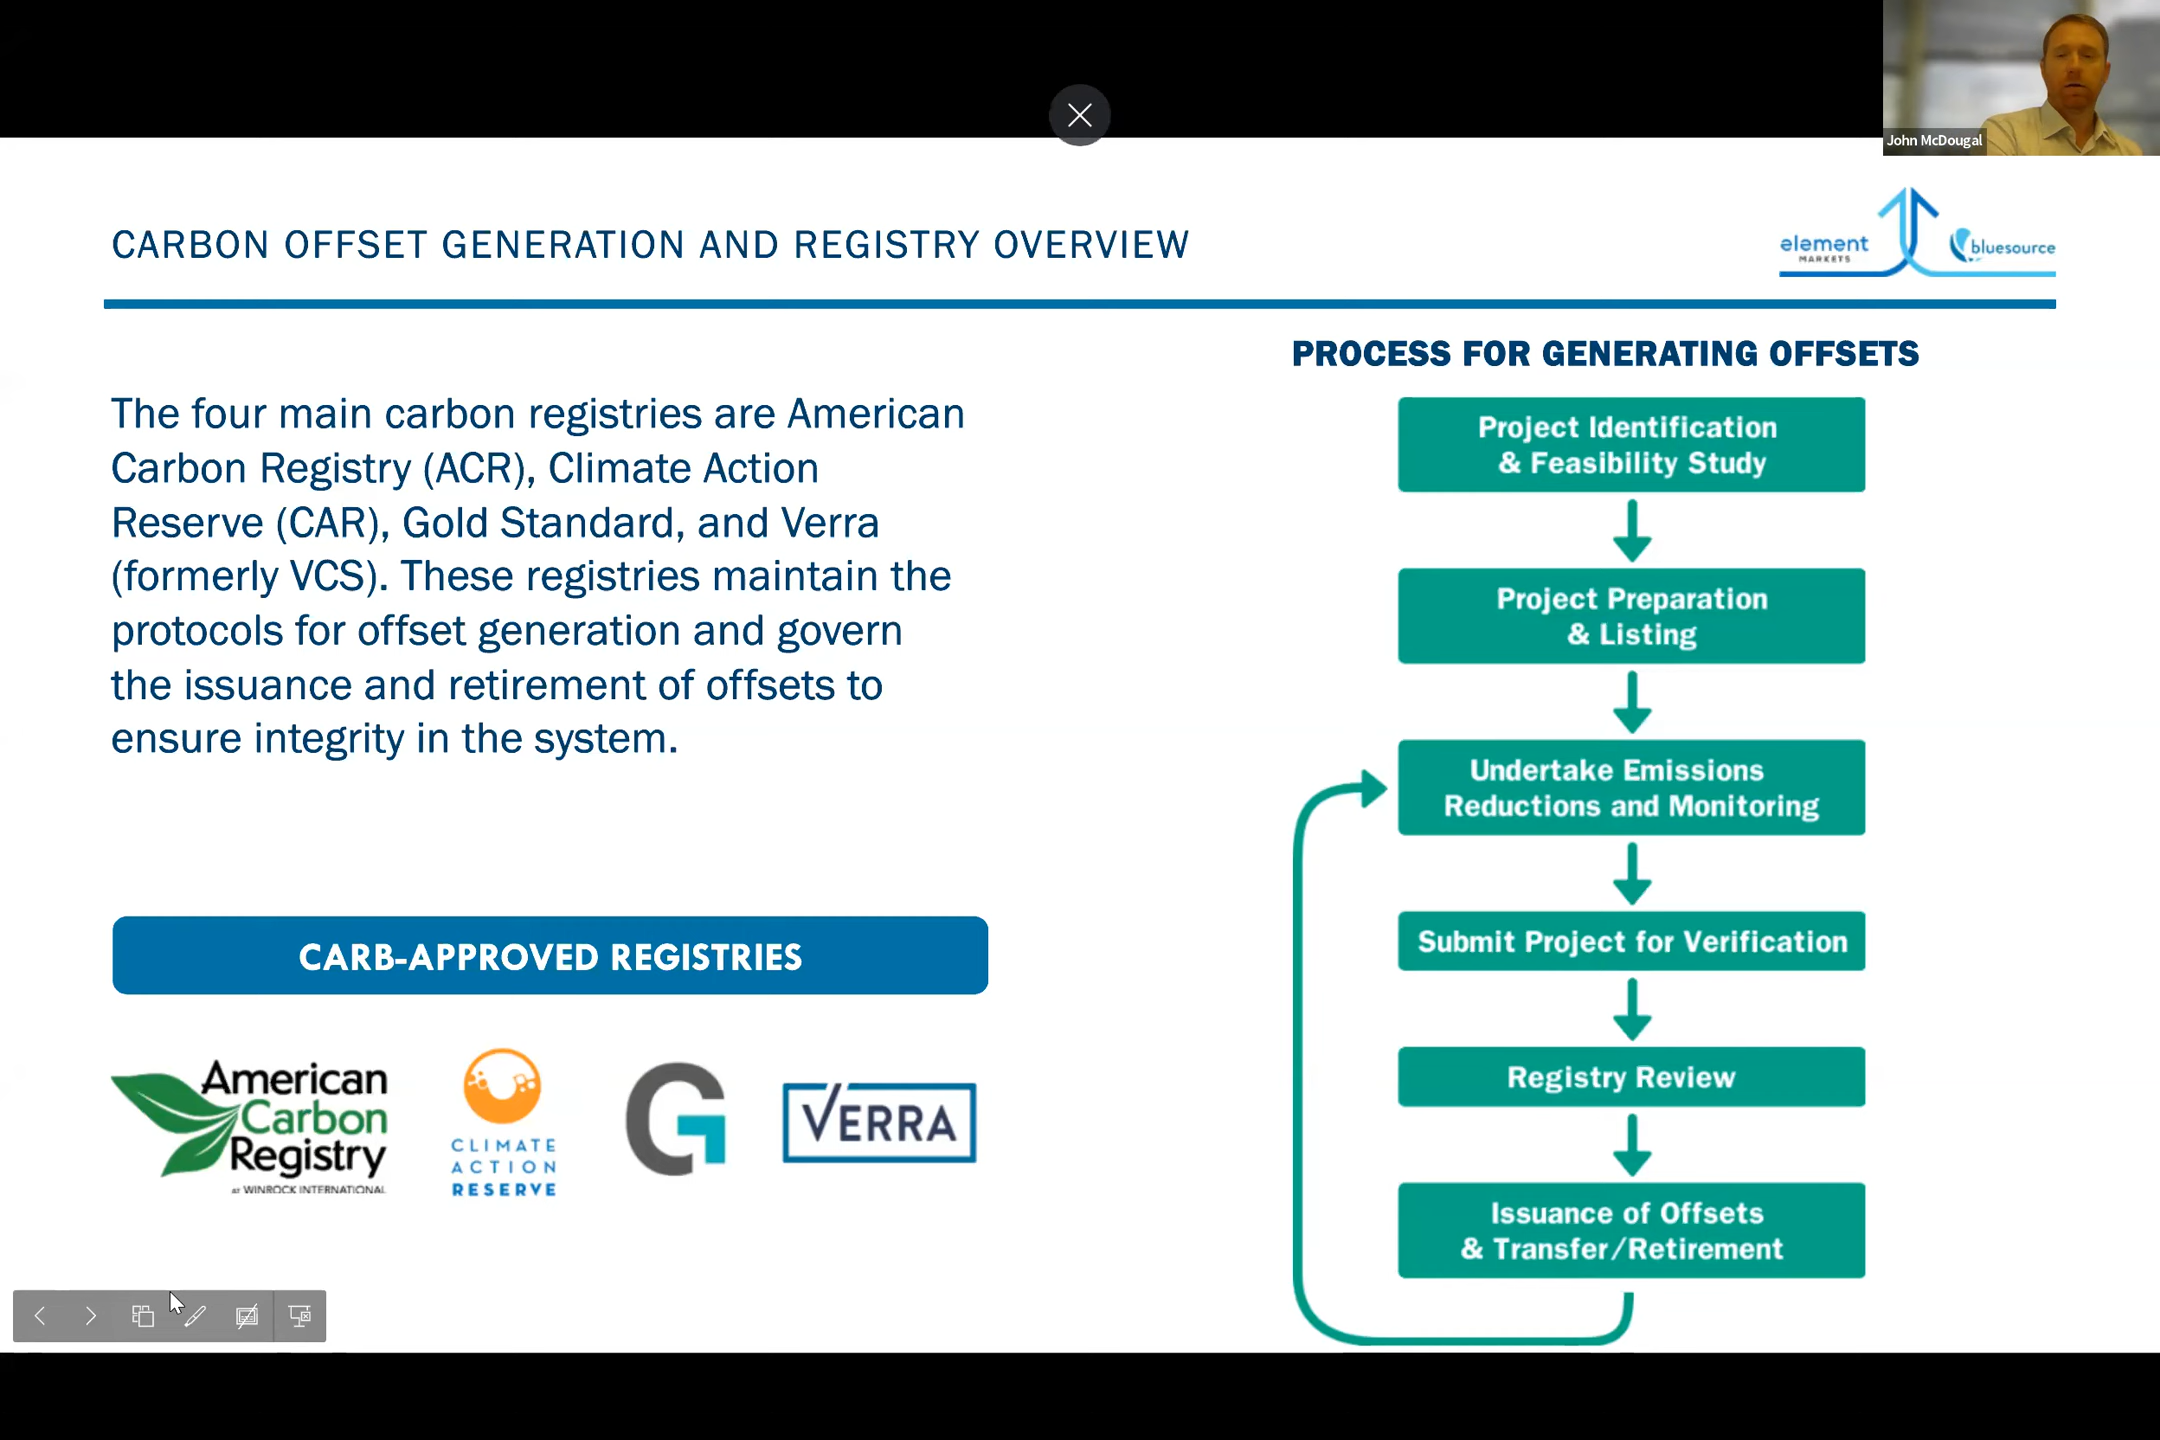 John McDougal
CARBON OFFSET GENERATION AND REGISTRY OVERVIEW
element
MARKETS
bluesource
The four main carbon registries are American
Carbon Registry (ACR), Climate Action
Reserve (CAR), Gold Standard, and Verra
(formerly VCS). These registries maintain the
protocols for offset generation and govern
the issuance and retirement of offsets to
ensure integrity in the system.
CARB-APPROVED REGISTRIES
American
Carbon
Registry
at WINROCK INTERNATIONAL
CLIMATE
ACTION
RESERVE
G
VERRA
PROCESS FOR GENERATING OFFSETS
Project Identification
& Feasibility Study
Project Preparation
& Listing
Undertake Emissions
Reductions and Monitoring
Submit Project for Verification
Registry Review
Issuance of Offsets
& Transfer/Retirement